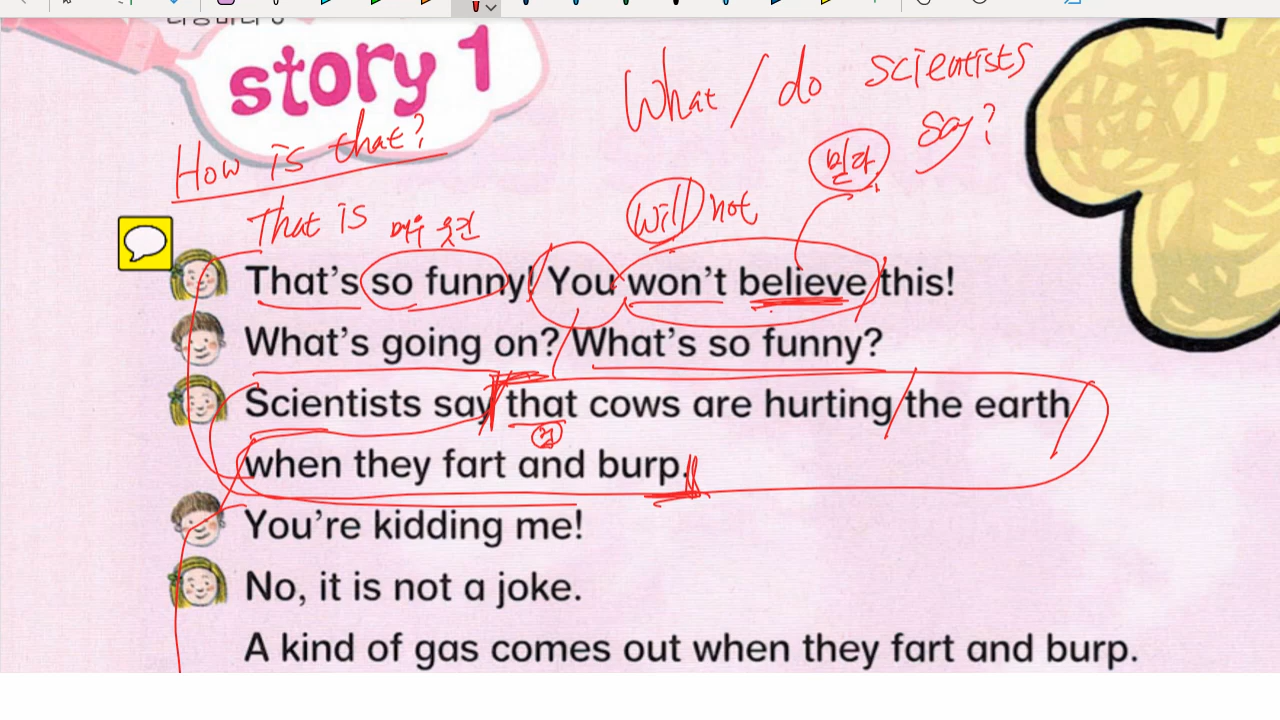 story 1
What / do scientists
say?
How is that?
믿다
That is 매우 웃긴
will not
That's so funny! You won't believe this!
What's going on? What's so funny?
Scientists say that cows are hurting the earth
when they fart and burp.
You're kidding me!
No, it is not a joke.
A kind of gas comes out when they fart and burp.